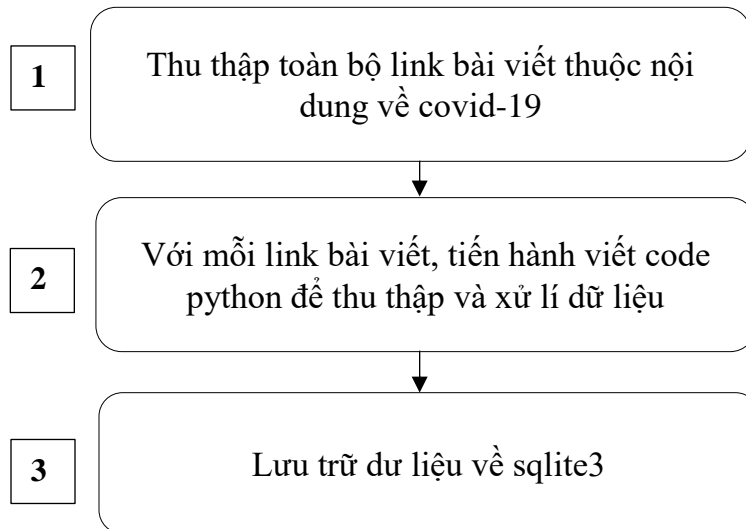 1
Thu thập toàn bộ link bài viết thuộc nội
dung về covid-19
2
Với mỗi link bài viết, tiến hành viết code
python để thu thập và xử lí dữ liệu
3
Lưu trữ dư liệu về sqlite3